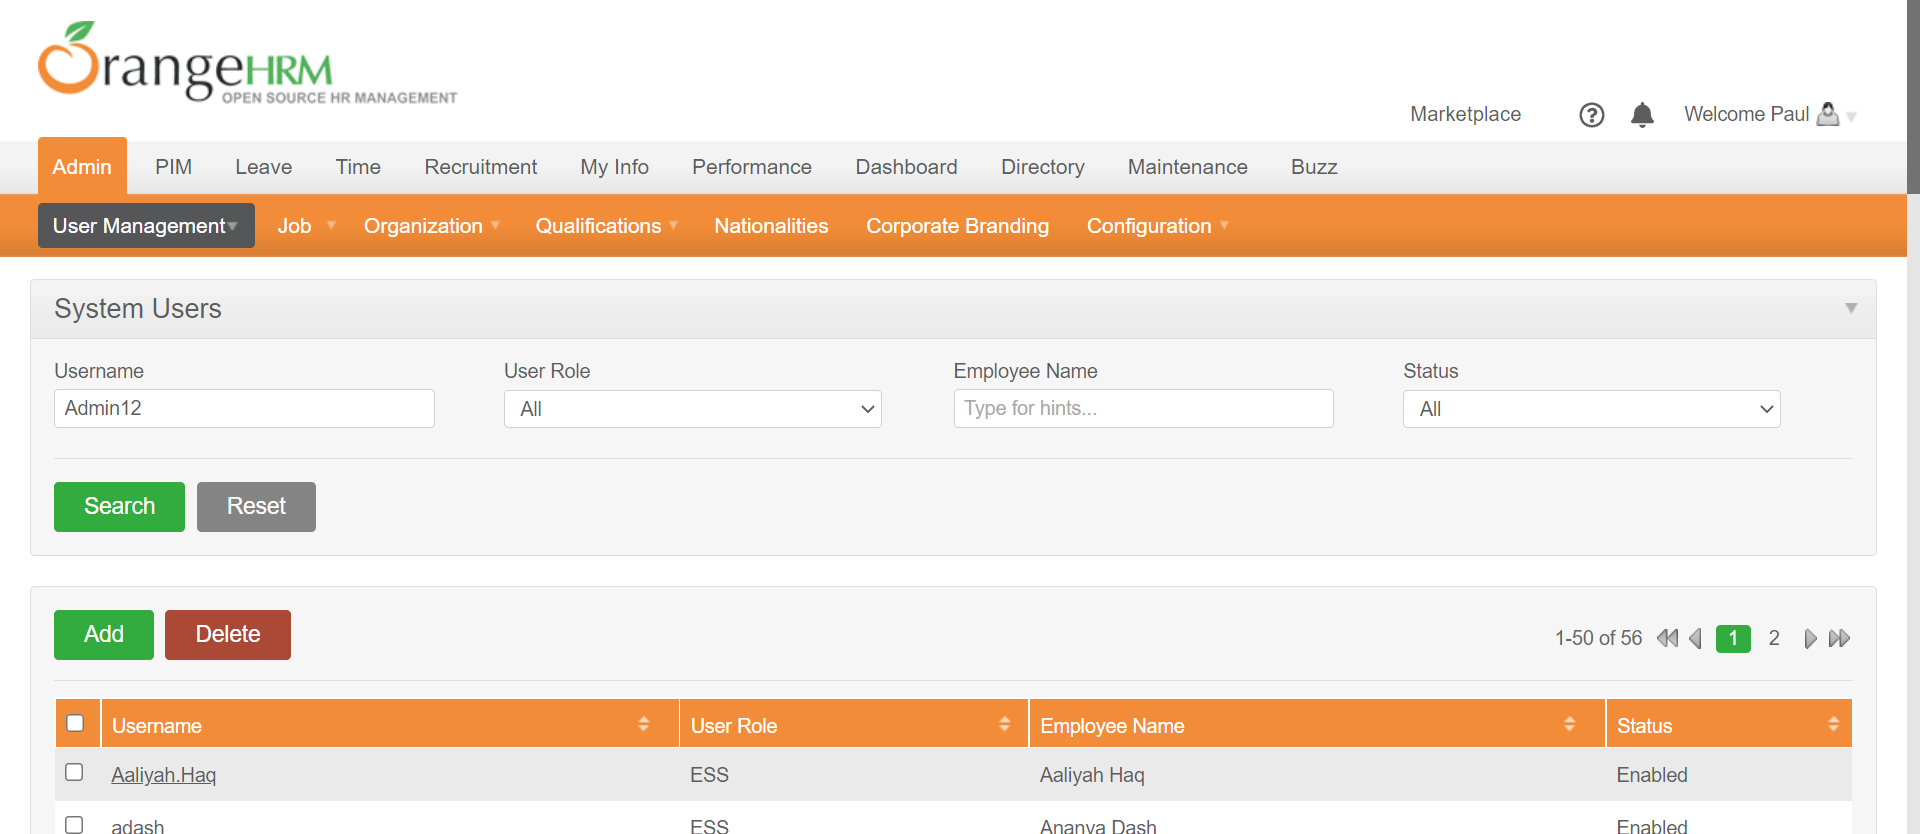 OrangeHRM
OPEN SOURCE HR MANAGEMENT
Marketplace ? Welcome Paul
Admin PIM Leave Time Recruitment My Info Performance Dashboard Directory Maintenance Buzz
User Management Job Organization Qualifications Nationalities Corporate Branding Configuration
System Users
Username User Role Employee Name Status
Admin12 All Type for hints... All
Search Reset
Add Delete 1-50 of 56 1 2
Username User Role Employee Name Status
Aaliyah.Haq ESS Aaliyah Haq Enabled
adash ESS Ananya Dash Enabled